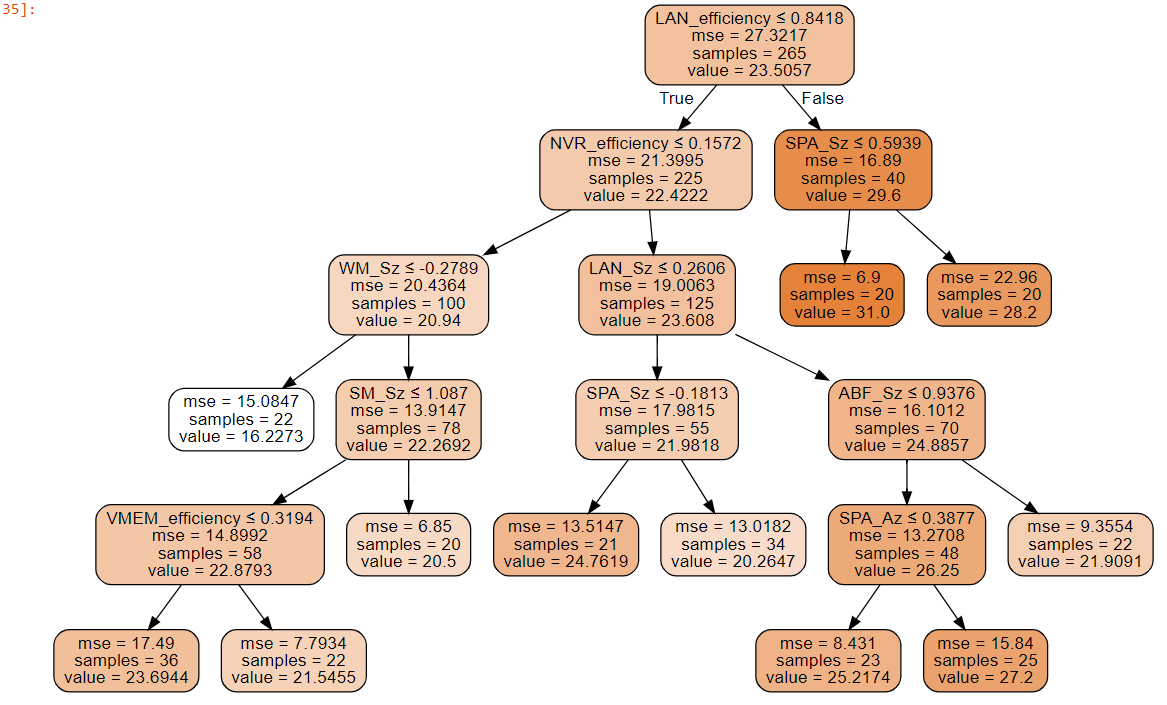 35]:
LAN_efficiency ≤ 0.8418
mse = 27.3217
samples = 265
value = 23.5057
True
False
NVR_efficiency ≤ 0.1572
mse = 21.3995
samples = 225
value = 22.4222
SPA_Sz ≤ 0.5939
mse = 16.89
samples = 40
value = 29.6
WM_Sz ≤ -0.2789
mse = 20.4364
samples = 100
value = 20.94
LAN_Sz ≤ 0.2606
mse = 19.0063
samples = 125
value = 23.608
mse = 6.9
samples = 20
value = 31.0
mse = 22.96
samples = 20
value = 28.2
mse = 15.0847
samples = 22
value = 16.2273
SM_Sz ≤ 1.087
mse = 13.9147
samples = 78
value = 22.2692
SPA_Sz ≤ -0.1813
mse = 17.9815
samples = 55
value = 21.9818
ABF_Sz ≤ 0.9376
mse = 16.1012
samples = 70
value = 24.8857
VMEM_efficiency ≤ 0.3194
mse = 14.8992
samples = 58
value = 22.8793
mse = 6.85
samples = 20
value = 20.5
mse = 13.5147
samples = 21
value = 24.7619
mse = 13.0182
samples = 34
value = 20.2647
SPA_Az ≤ 0.3877
mse = 13.2708
samples = 48
value = 26.25
mse = 9.3554
samples = 22
value = 21.9091
mse = 17.49
samples = 36
value = 23.6944
mse = 7.7934
samples = 22
value = 21.5455
mse = 8.431
samples = 23
value = 25.2174
mse = 15.84
samples = 25
value = 27.2